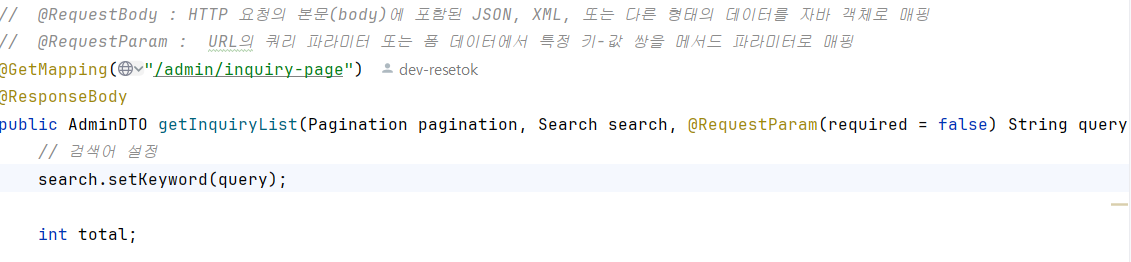 // @RequestBody : HTTP 요청의 본문(body)에 포함된 JSON, XML, 또는 다른 형태의 데이터를 자바 객체로 매핑
// @RequestParam : URL의 쿼리 파라미터 또는 폼 데이터에서 특정 키-값 쌍을 메서드 파라미터로 매핑
@GetMapping("/admin/inquiry-page") dev-resetok
@ResponseBody
public AdminDTO getInquiryList(Pagination pagination, Search search, @RequestParam(required = false) String query
// 검색어 설정
search.setKeyword(query);
int total;